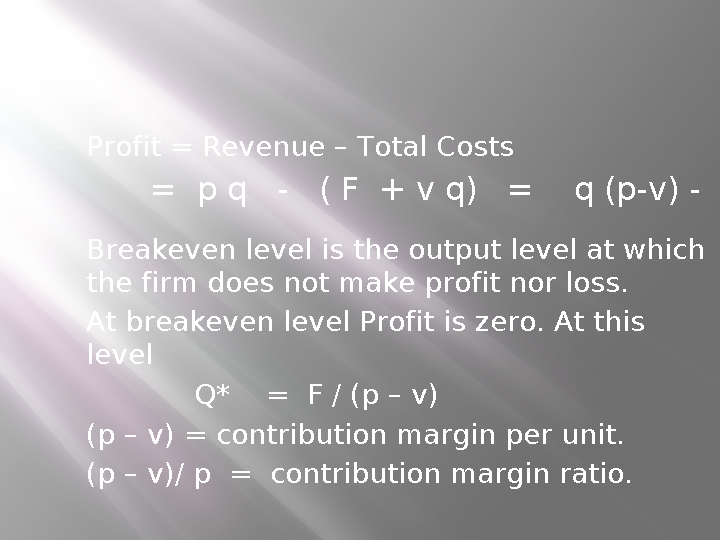 Profit = Revenue – Total Costs
= p q - ( F + v q) = q (p-v) -
Breakeven level is the output level at which
the firm does not make profit nor loss.
At breakeven level Profit is zero. At this
level
Q* = F / (p – v)
(p – v) = contribution margin per unit.
(p – v)/ p = contribution margin ratio.